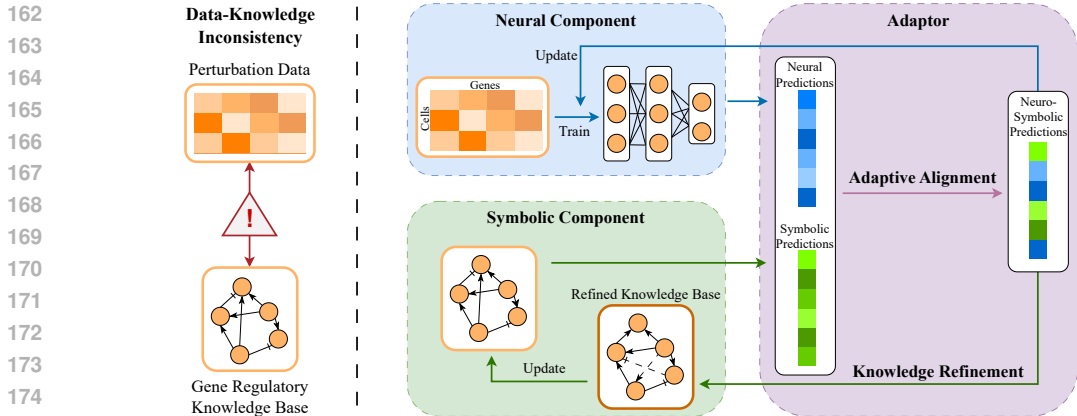 162
163
164
165
166
167
168
169
170
171
172
173
174
Data-Knowledge
Inconsistency
Perturbation Data
!
Gene Regulatory
Knowledge Base
Neural Component
Update
Genes
Cells
Train
Symbolic Component
Refined Knowledge Base
Update
Adaptor
Neural
Predictions
Symbolic
Predictions
Adaptive Alignment
Neuro-
Symbolic
Predictions
Knowledge Refinement